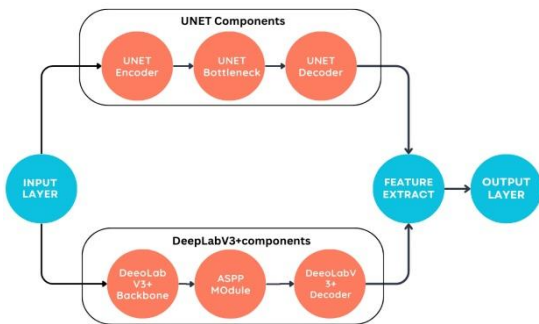 UNET Components
UNET
Encoder
UNET
Bottleneck
UNET
Decoder
INPUT
LAYER
FEATURE
EXTRACT
OUTPUT
LAYER
DeepLabV3+components
DeeoLab
V3+
Backbone
ASPP
MOdule
DeeoLabV
3+
Decoder